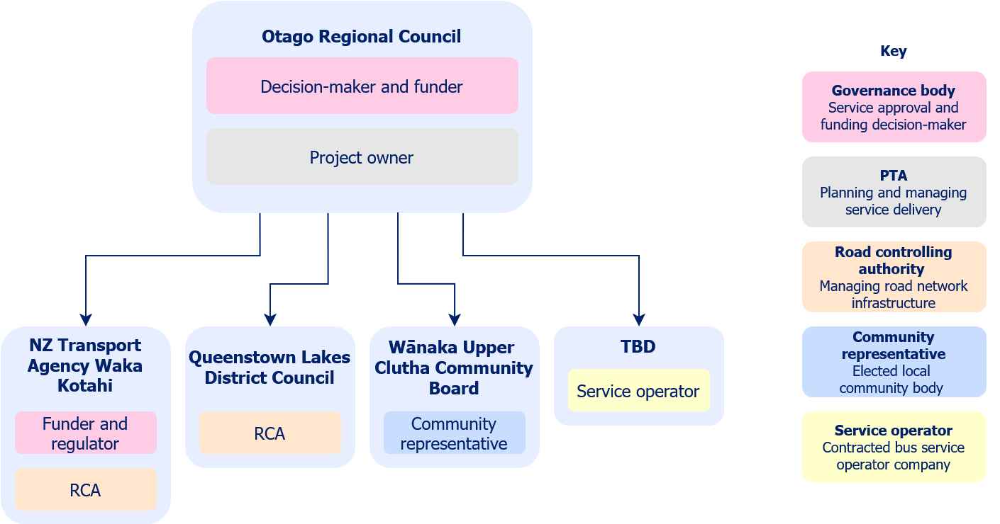 Otago Regional Council
Decision-maker and funder
Project owner
NZ Transport
Agency Waka
Kotahi
Funder and
regulator
RCA
Queenstown Lakes
District Council
RCA
Wānaka Upper
Clutha Community
Board
Community
representative
TBD
Service operator
Key
Governance body
Service approval and
funding decision-maker
PTA
Planning and managing
service delivery
Road controlling
authority
Managing road network
infrastructure
Community
representative
Elected local
community body
Service operator
Contracted bus service
operator company